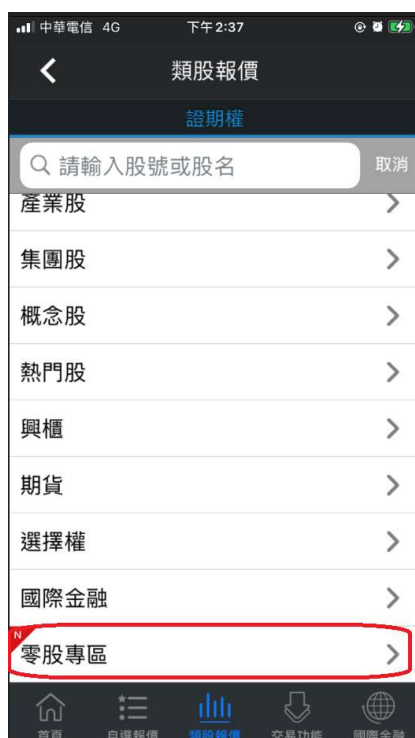 中華電信 4G 下午2:37
類股報價
證期權
請輸入股號或股名 取消
產業股
集團股
概念股
熱門股
興櫃
期貨
選擇權
國際金融
N
零股專區
首頁 自選報價 類股報價 交易功能 國際金融